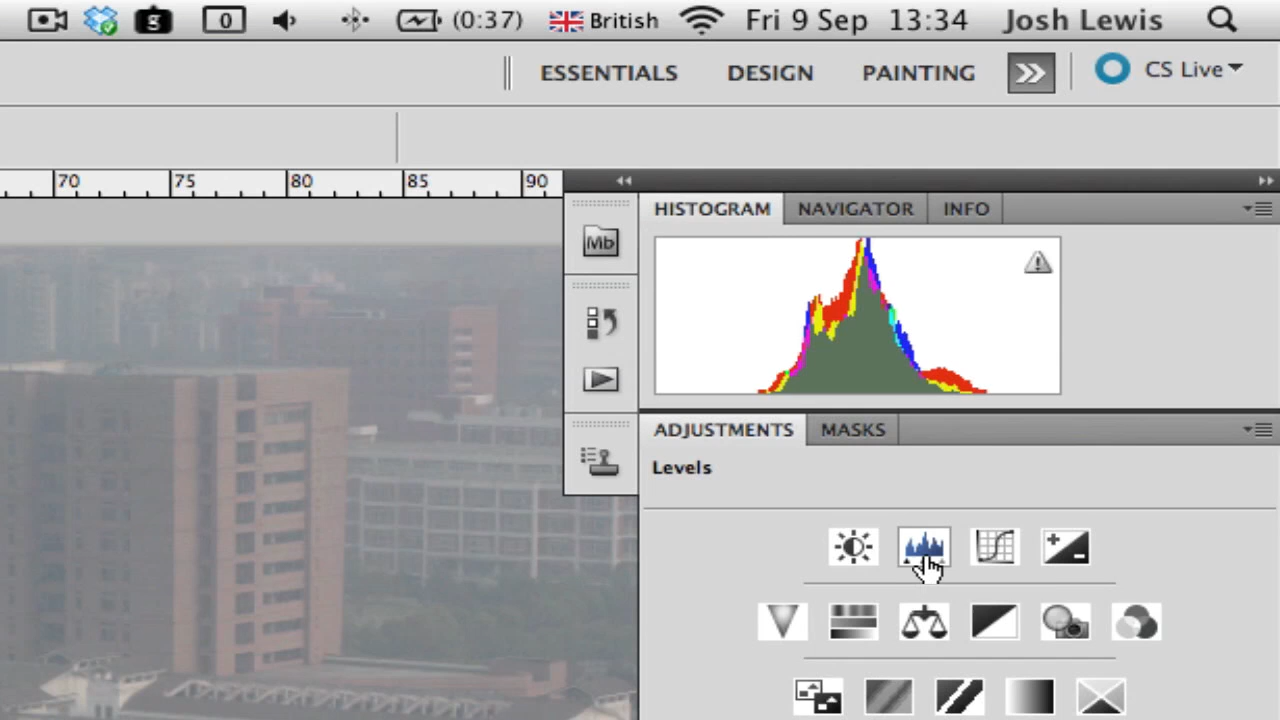 0 (0:37) British Fri 9 Sep 13:34 Josh Lewis
ESSENTIALS DESIGN PAINTING CS Live
70 75 80 85 90
HISTOGRAM NAVIGATOR INFO
Mb
ADJUSTMENTS MASKS
Levels